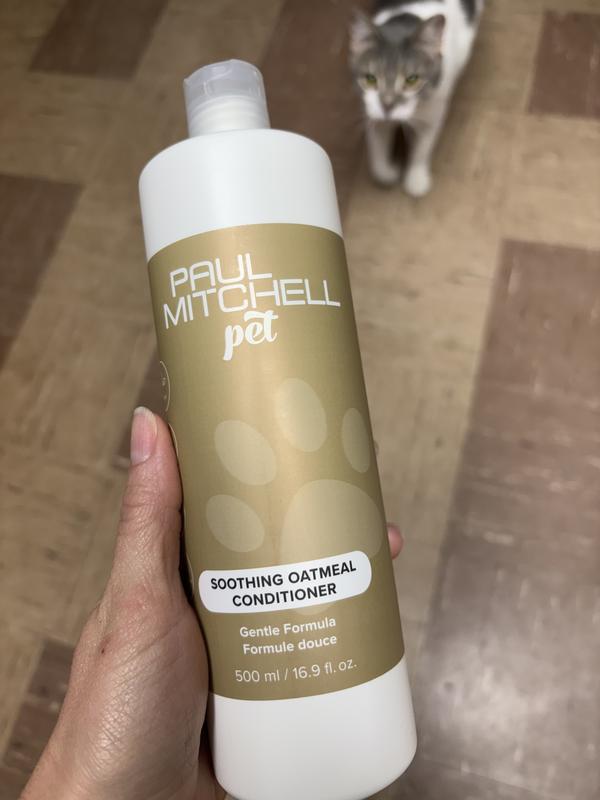 PAUL
MITCHELL
pet
SOOTHING OATMEAL
CONDITIONER
Gentle Formula
Formule douce
500 ml / 16.9 fl. oz.